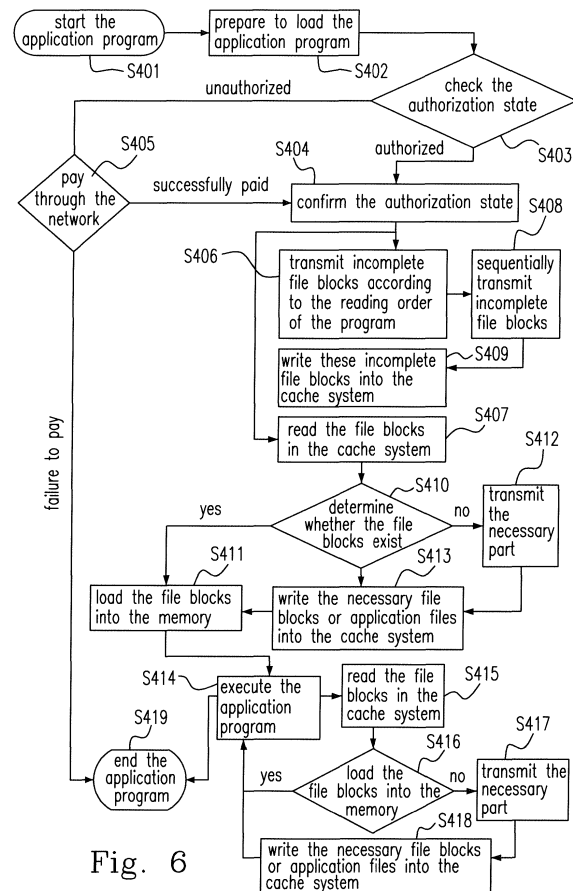 start the
application program
S401
prepare to load the
application program
S402
check the
authorization state
S403
unauthorized
authorized
S405
pay
through the
network
successfully paid
S404
confirm the authorization state
S406
transmit incomplete
file blocks according
to the reading order
of the program
S408
sequentially
transmit
incomplete
file blocks
S409
write these incomplete
file blocks into the
cache system
S407
read the file blocks
in the cache system
failure to pay
S410
determine
whether the file
blocks exist
yes
no
S412
transmit
the
necessary
part
S411
load the file blocks
into the memory
S413
write the necessary file
blocks or application files
into the cache system
S414
execute the
application
program
S415
read the file
blocks in the
cache system
S419
end the
application
program
S416
load the
file blocks into the
memory
yes
no
S417
transmit the
necessary
part
S418
write the necessary file blocks
or application files into the
cache system
Fig. 6